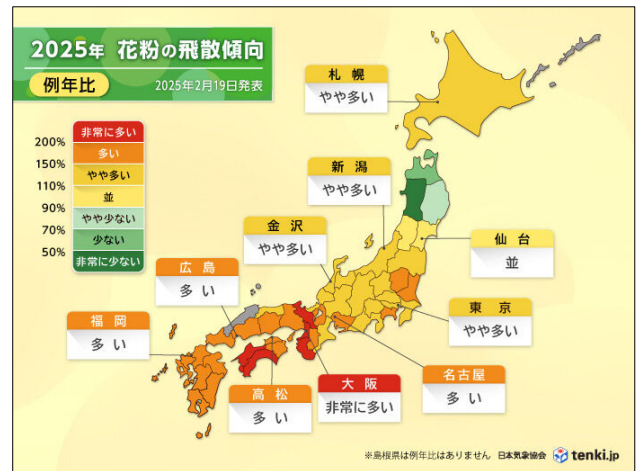 2025年 花粉の飛散傾向
例年比
2025年2月19日発表
非常に多い
200%
多い
150%
やや多い
110%
並
90%
やや少ない
70%
少ない
50%
非常に少ない
札幌
やや多い
新潟
やや多い
金沢
やや多い
仙台
並
広島
多い
東京
やや多い
福岡
多い
高松
多い
大阪
非常に多い
名古屋
多い
※島根県は例年比はありません 日本気象協会 tenki.jp